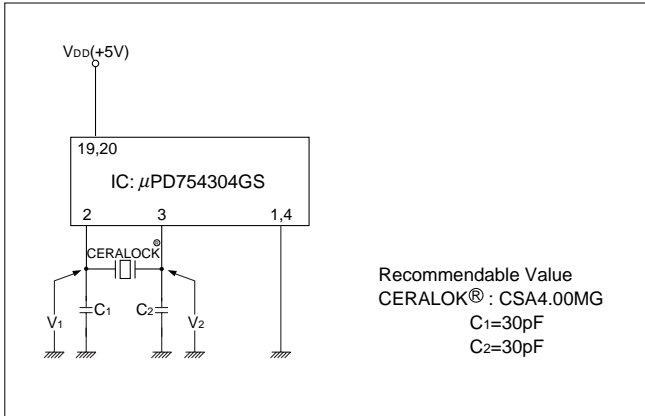 VDD(+5V)
19,20
IC: μPD754304GS
2 3 1,4
CERALOCK®
V1 C1 C2 V2
Recommendable Value
CERALOK® : CSA4.00MG
C1=30pF
C2=30pF